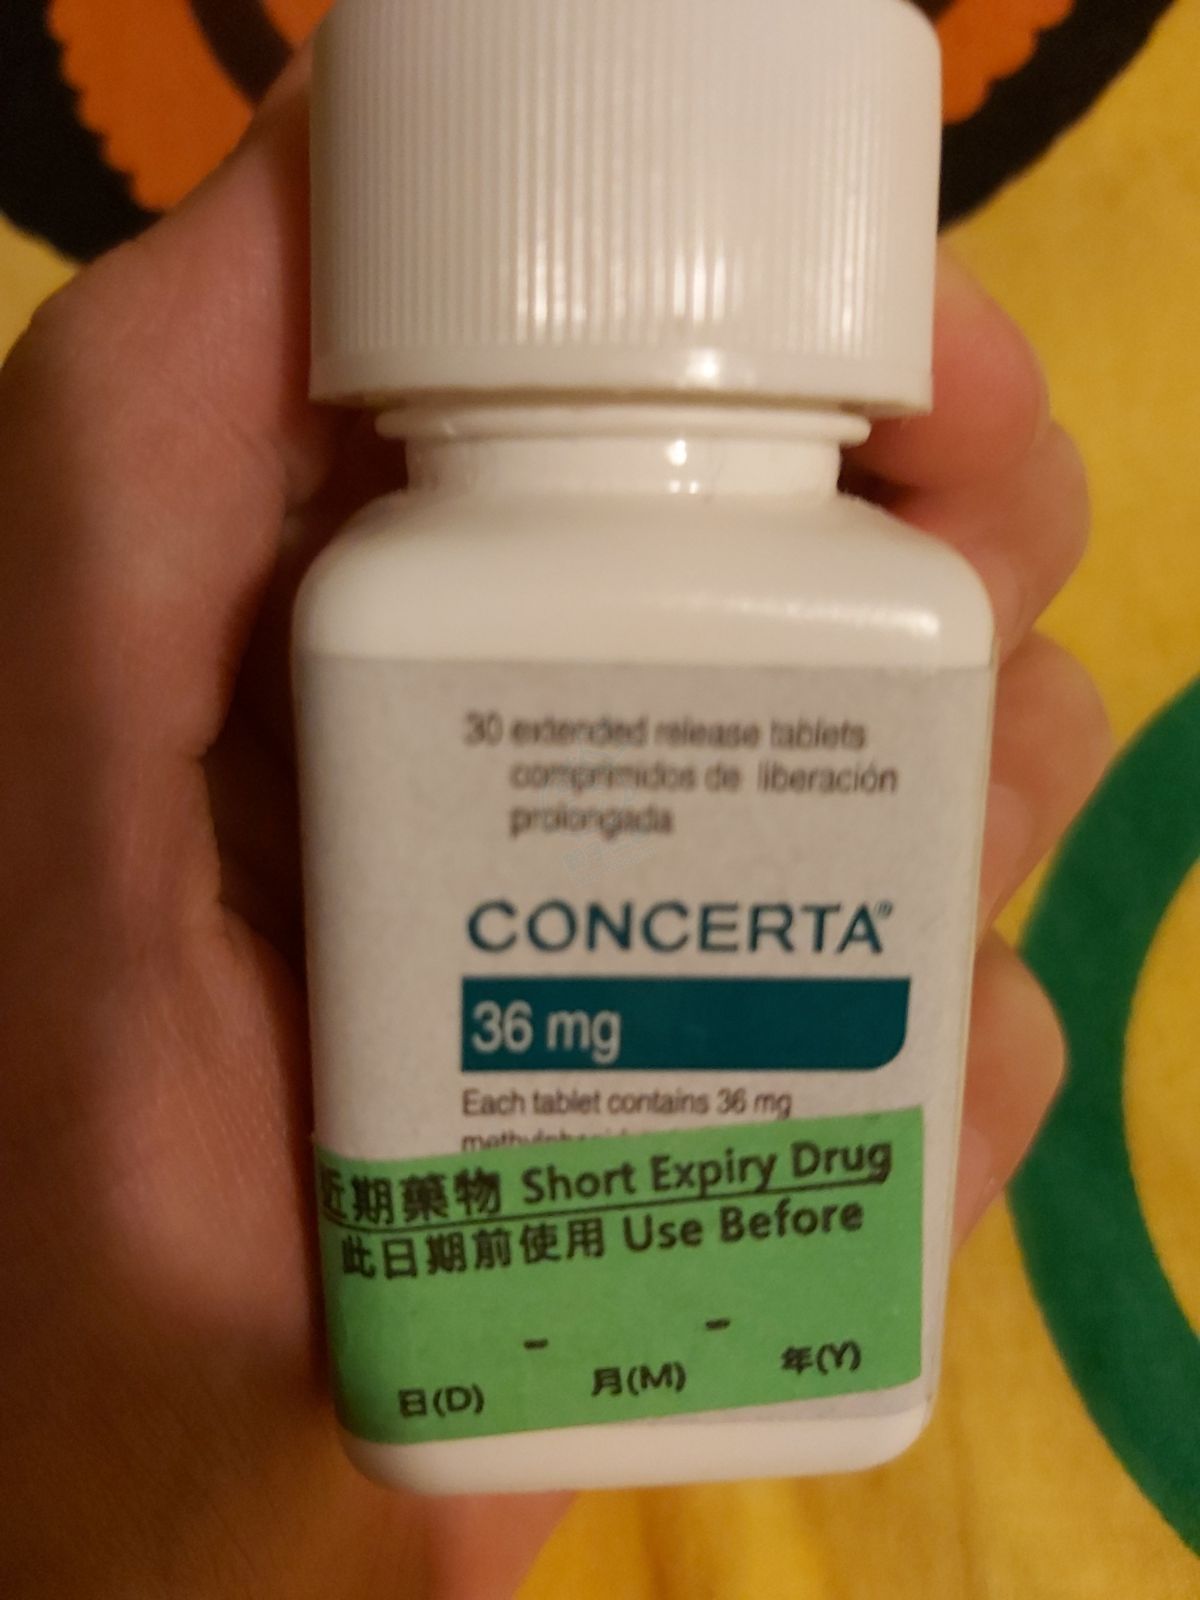 30 extended release tablets
comprimidos de liberación
prolongada
CONCERTA®
36 mg
Each tablet contains 36 mg
近期藥物 Short Expiry Drug
此日期前使用 Use Before
- -
日(D) 月(M) 年(Y)